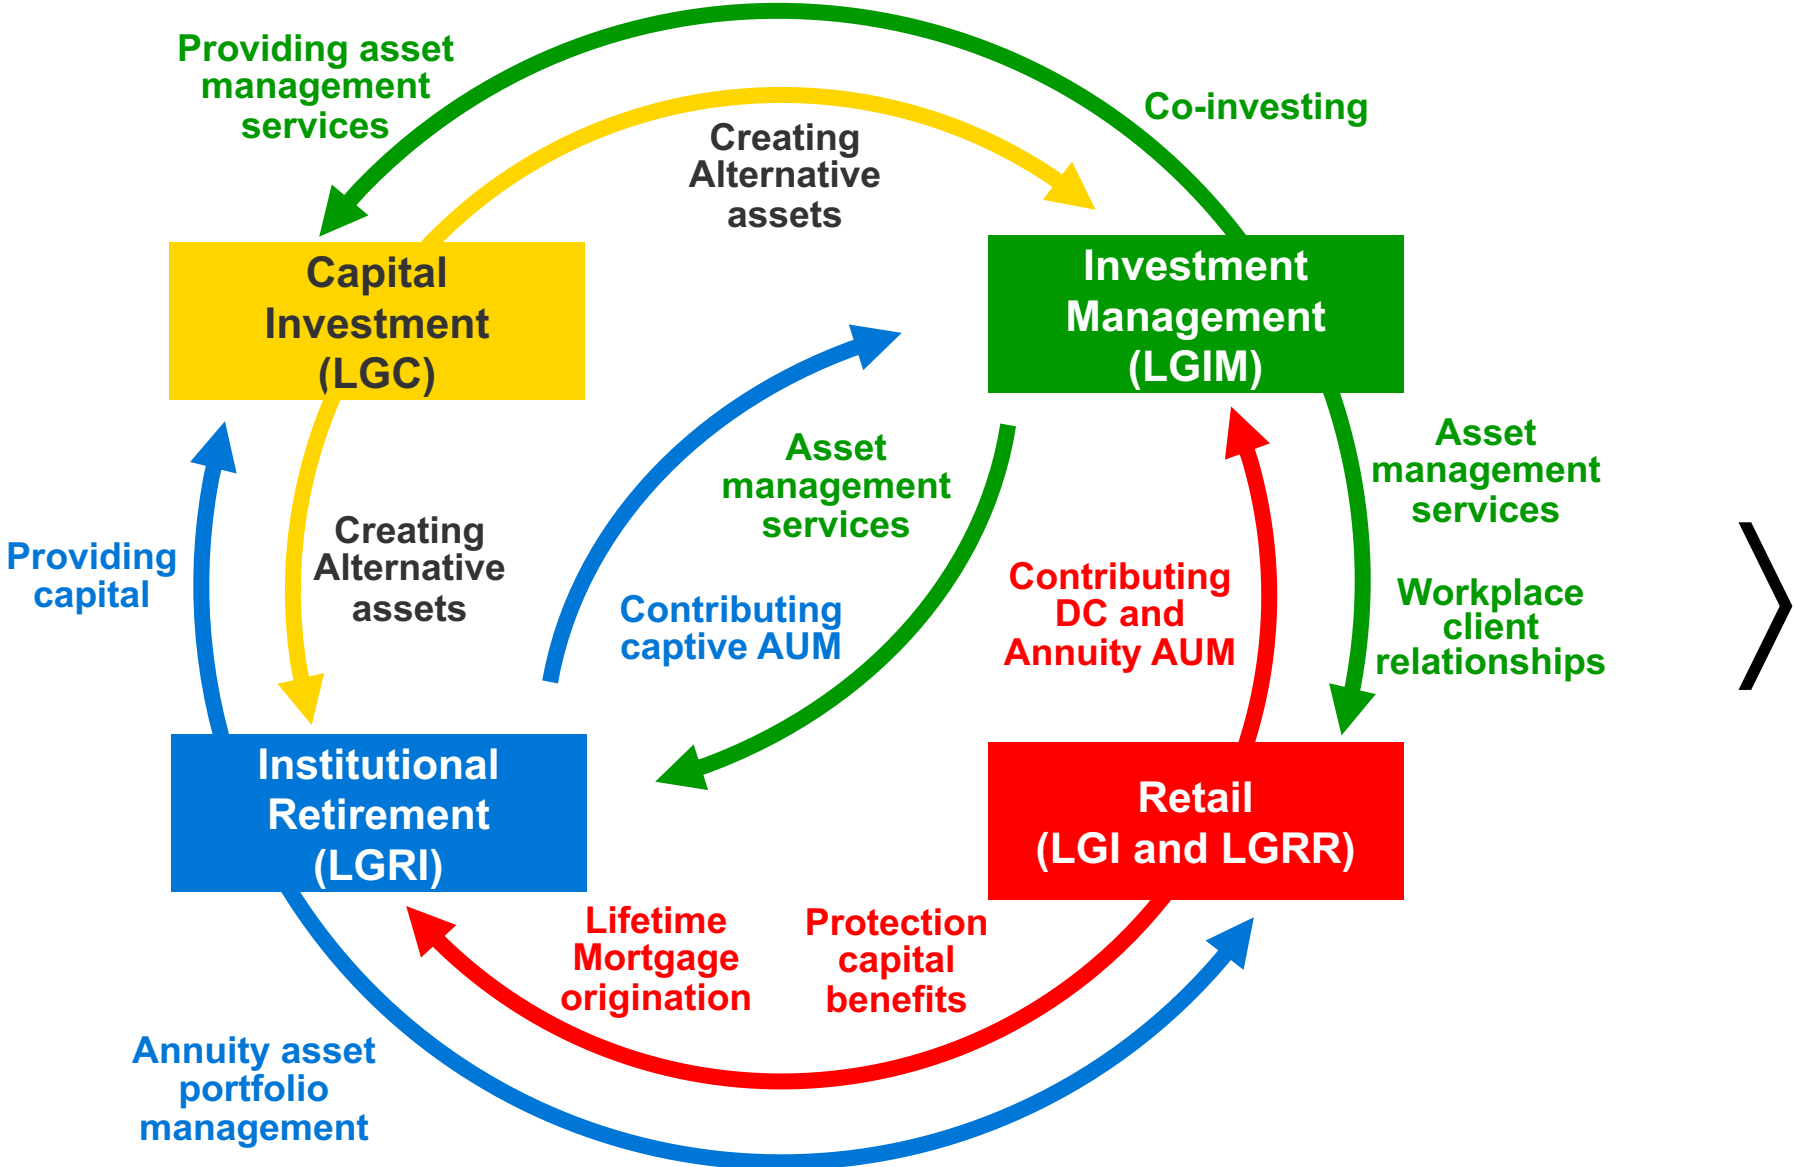 Providing asset
management
services
Co-investing
Creating
Alternative
assets
Capital
Investment
(LGC)
Investment
Management
(LGIM)
Asset
management
services
Asset
management
services
Providing
capital
Creating
Alternative
assets
Contributing
captive AUM
Contributing
DC and
Annuity AUM
Workplace
client
relationships
Institutional
Retirement
(LGRI)
Retail
(LGI and LGRR)
Lifetime
Mortgage
origination
Protection
capital
benefits
Annuity asset
portfolio
management